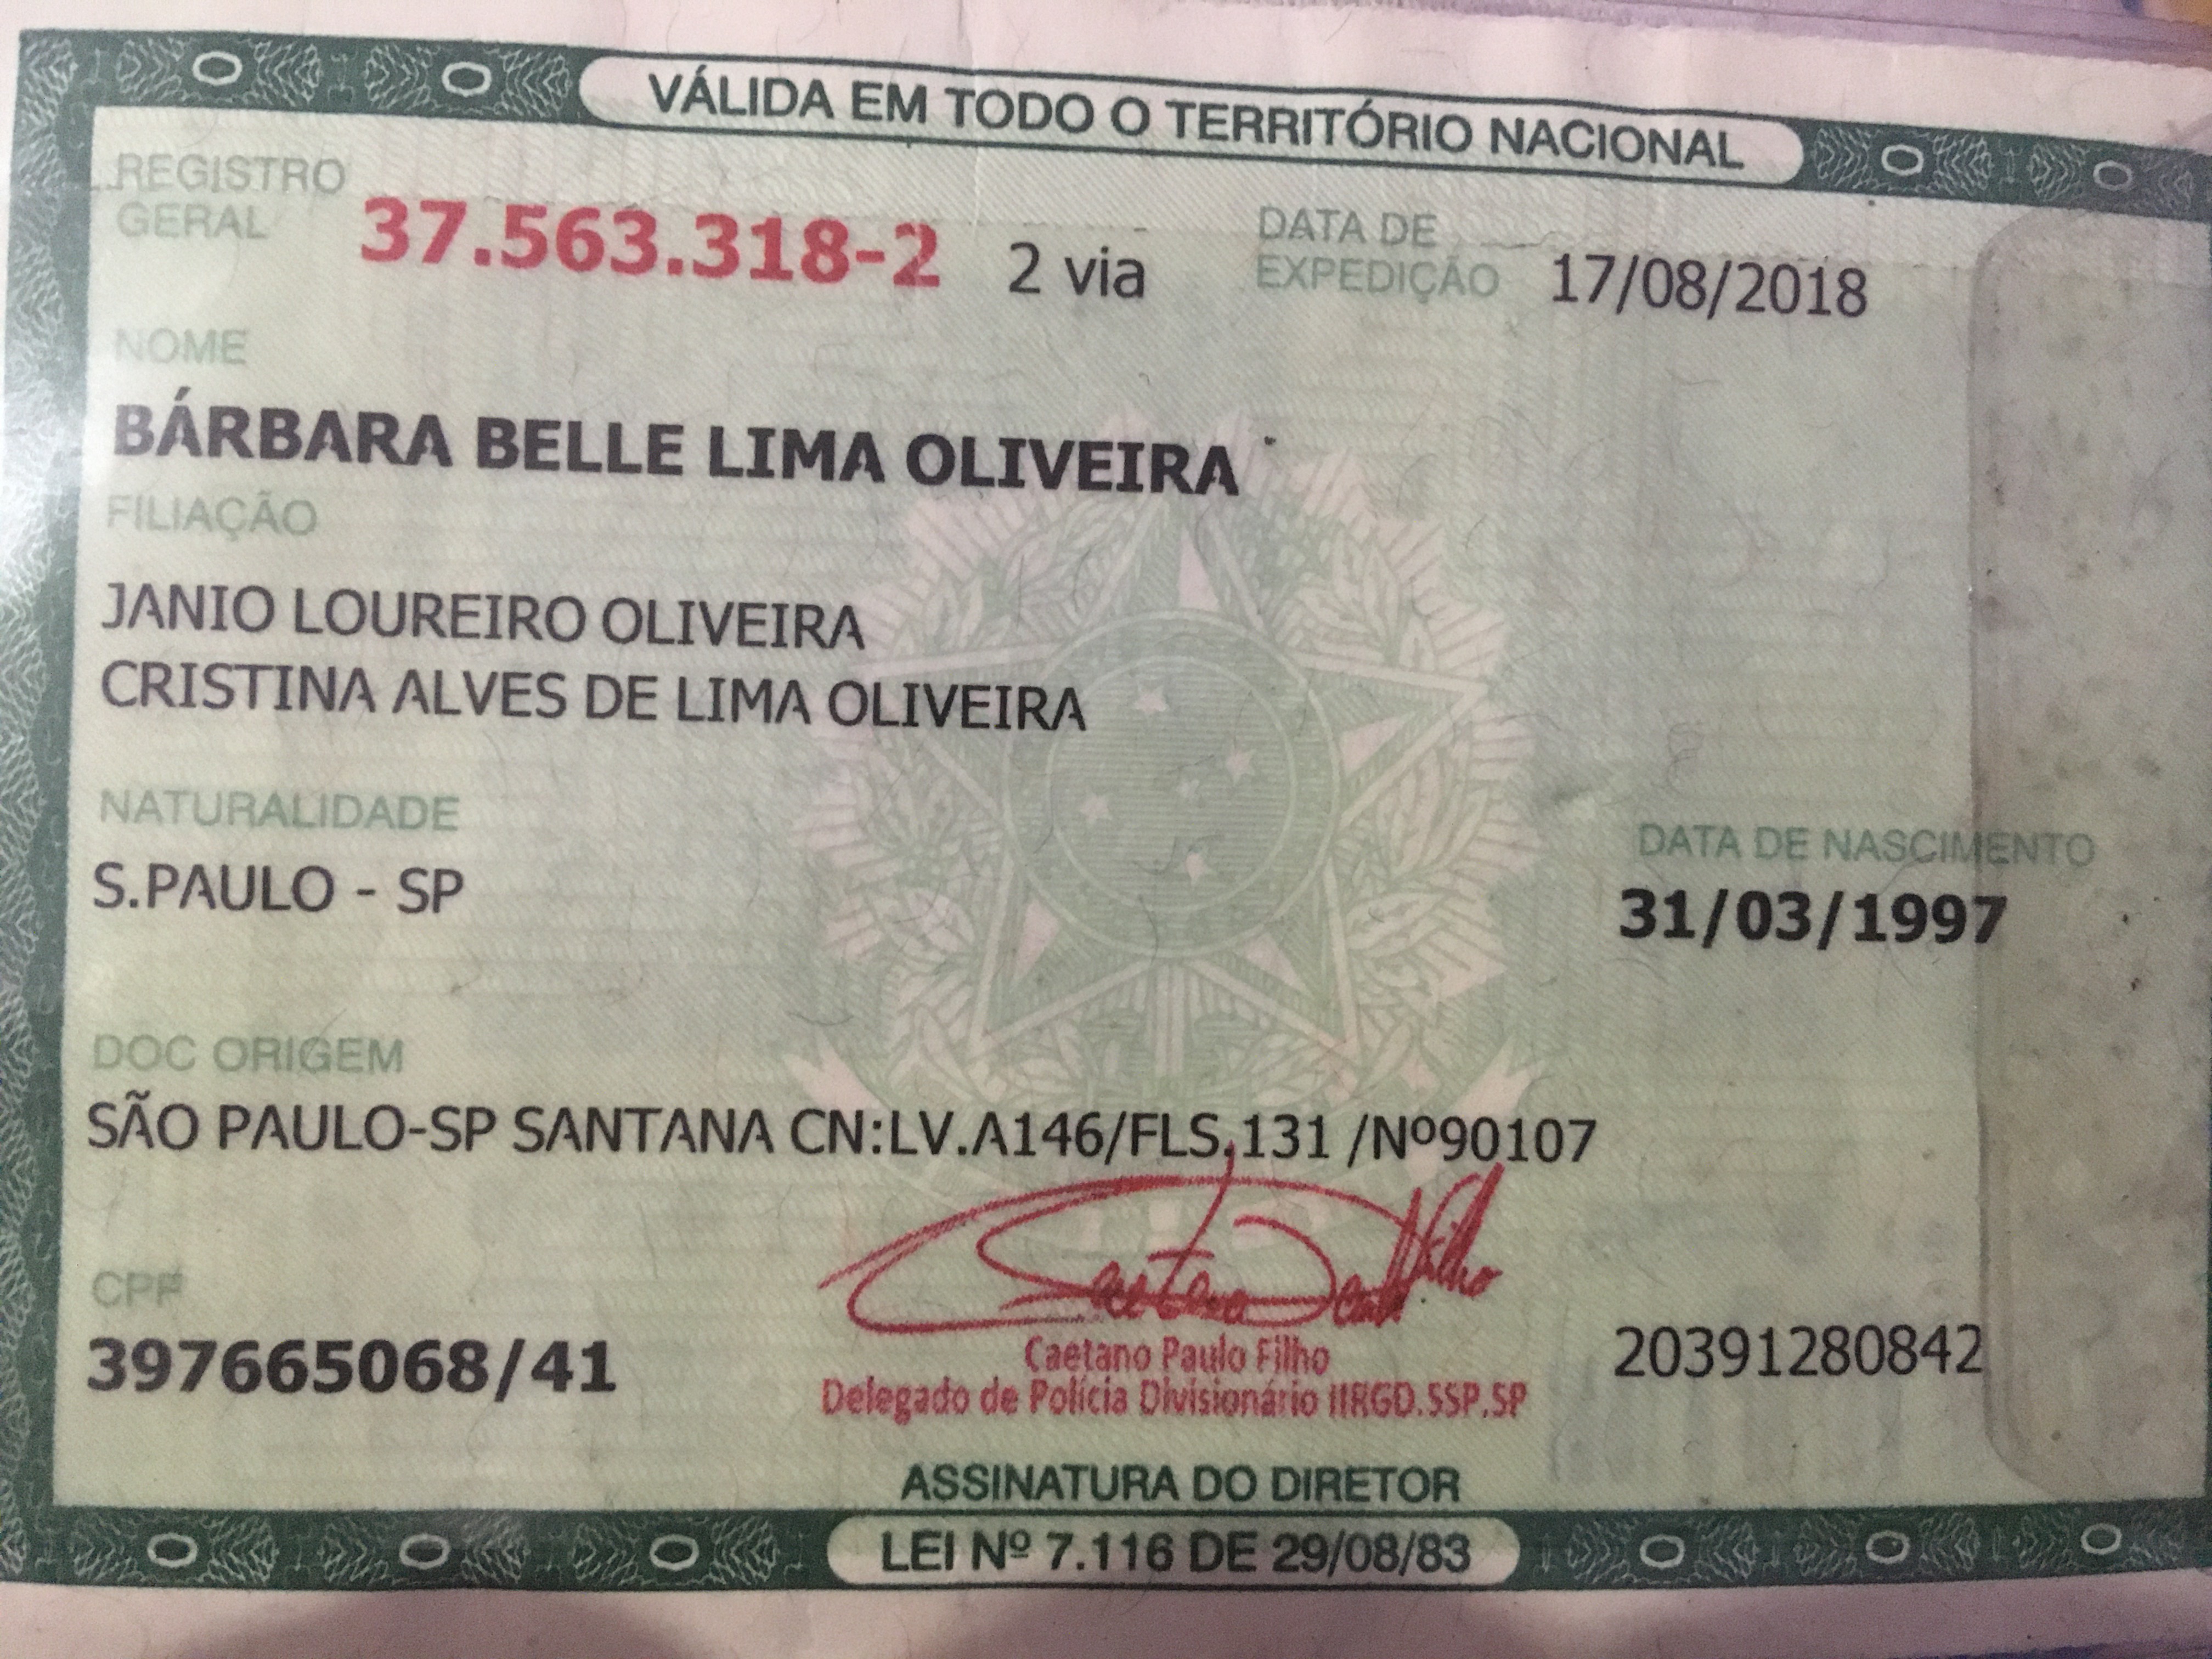 VÁLIDA EM TODO O TERRITÓRIO NACIONAL
REGISTRO GERAL 37.563.318-2 2 via DATA DE EXPEDIÇÃO 17/08/2018
NOME
BÁRBARA BELLE LIMA OLIVEIRA
FILIAÇÃO
JANIO LOUREIRO OLIVEIRA
CRISTINA ALVES DE LIMA OLIVEIRA
NATURALIDADE DATA DE NASCIMENTO
S.PAULO - SP 31/03/1997
DOC ORIGEM
SÃO PAULO-SP SANTANA CN:LV.A146/FLS.131 /Nº90107
CPF
397665068/41 20391280842
Caetano Paulo Filho
Delegado de Polícia Divisionário IIRGD.SSP.SP
ASSINATURA DO DIRETOR
LEI Nº 7.116 DE 29/08/83